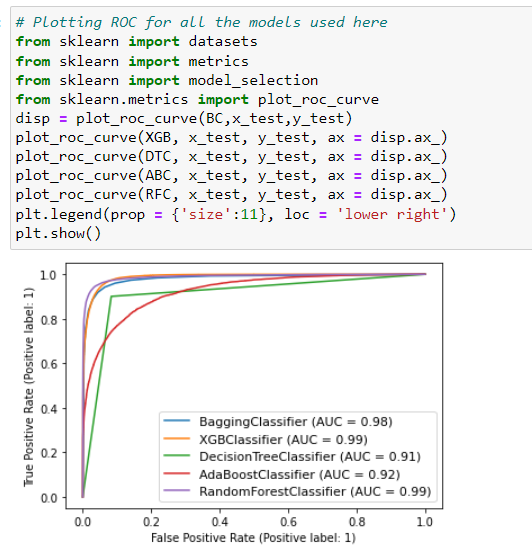 # Plotting ROC for all the models used here
from sklearn import datasets
from sklearn import metrics
from sklearn import model_selection
from sklearn.metrics import plot_roc_curve
disp = plot_roc_curve(BC,x_test,y_test)
plot_roc_curve(XGB, x_test, y_test, ax = disp.ax_)
plot_roc_curve(DTC, x_test, y_test, ax = disp.ax_)
plot_roc_curve(ABC, x_test, y_test, ax = disp.ax_)
plot_roc_curve(RFC, x_test, y_test, ax = disp.ax_)
plt.legend(prop = {'size':11}, loc = 'lower right')
plt.show()
True Positive Rate (Positive label: 1)
1.0
0.8
0.6
0.4
0.2
0.0
BaggingClassifier (AUC = 0.98)
XGBClassifier (AUC = 0.99)
DecisionTreeClassifier (AUC = 0.91)
AdaBoostClassifier (AUC = 0.92)
RandomForestClassifier (AUC = 0.99)
0.0 0.2 0.4 0.6 0.8 1.0
False Positive Rate (Positive label: 1)